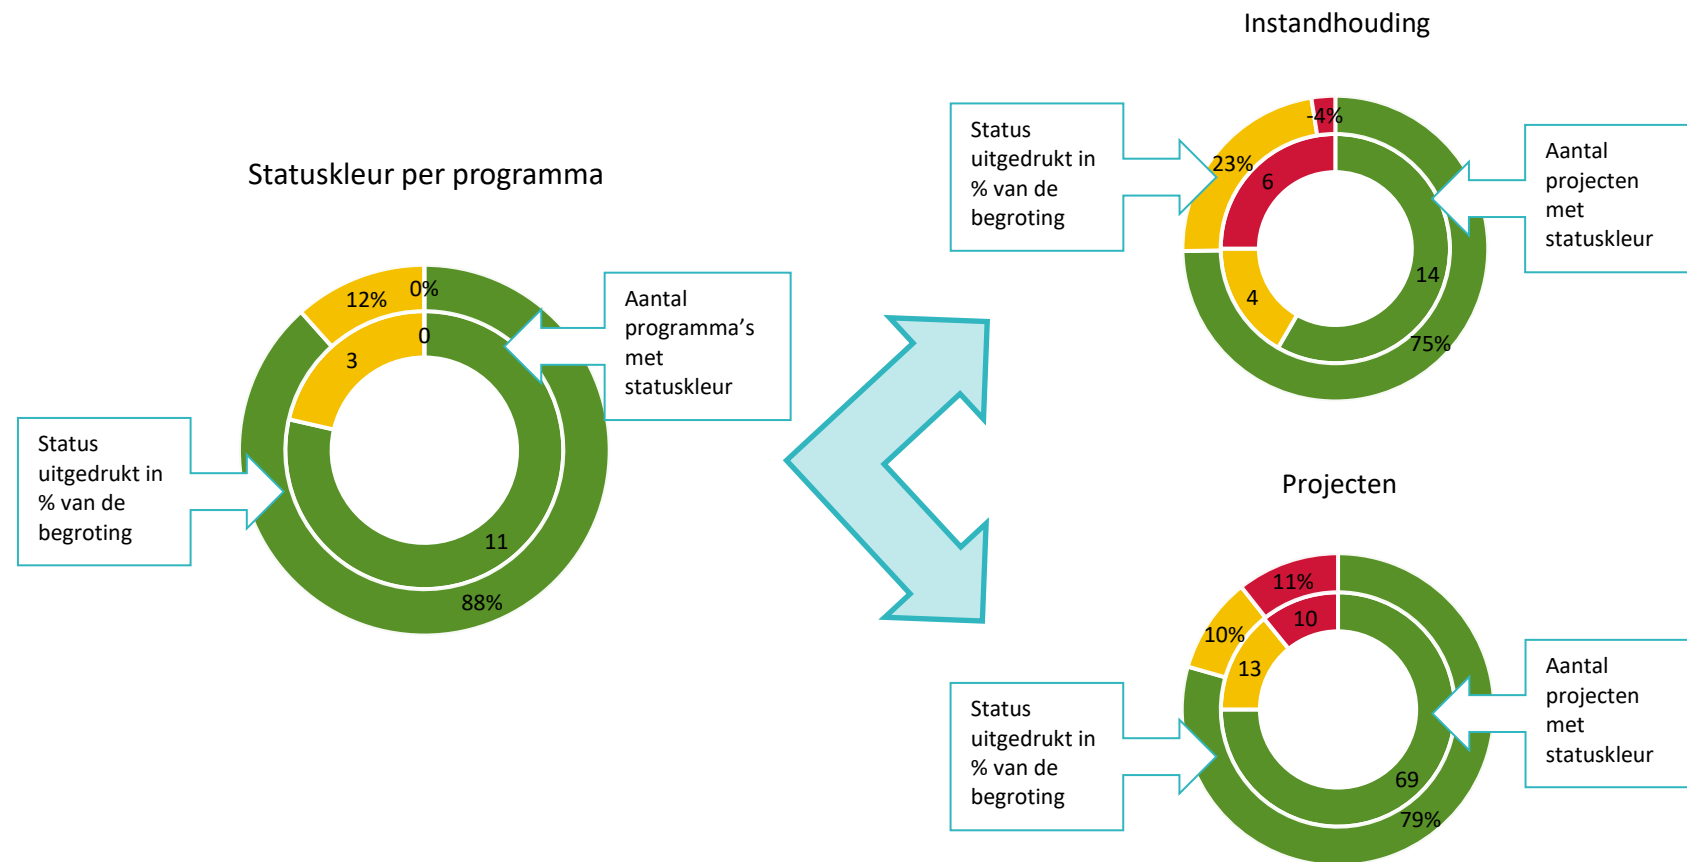 Statuskleur per programma
12%
0%
3
0
11
88%
Aantal
programma’s
met
statuskleur
Status
uitgedrukt in
% van de
begroting
Instandhouding
Status
uitgedrukt in
% van de
begroting
-4%
23%
6
4
14
75%
Aantal
projecten
met
statuskleur
Projecten
Status
uitgedrukt in
% van de
begroting
11%
10%
10
13
69
79%
Aantal
projecten
met
statuskleur